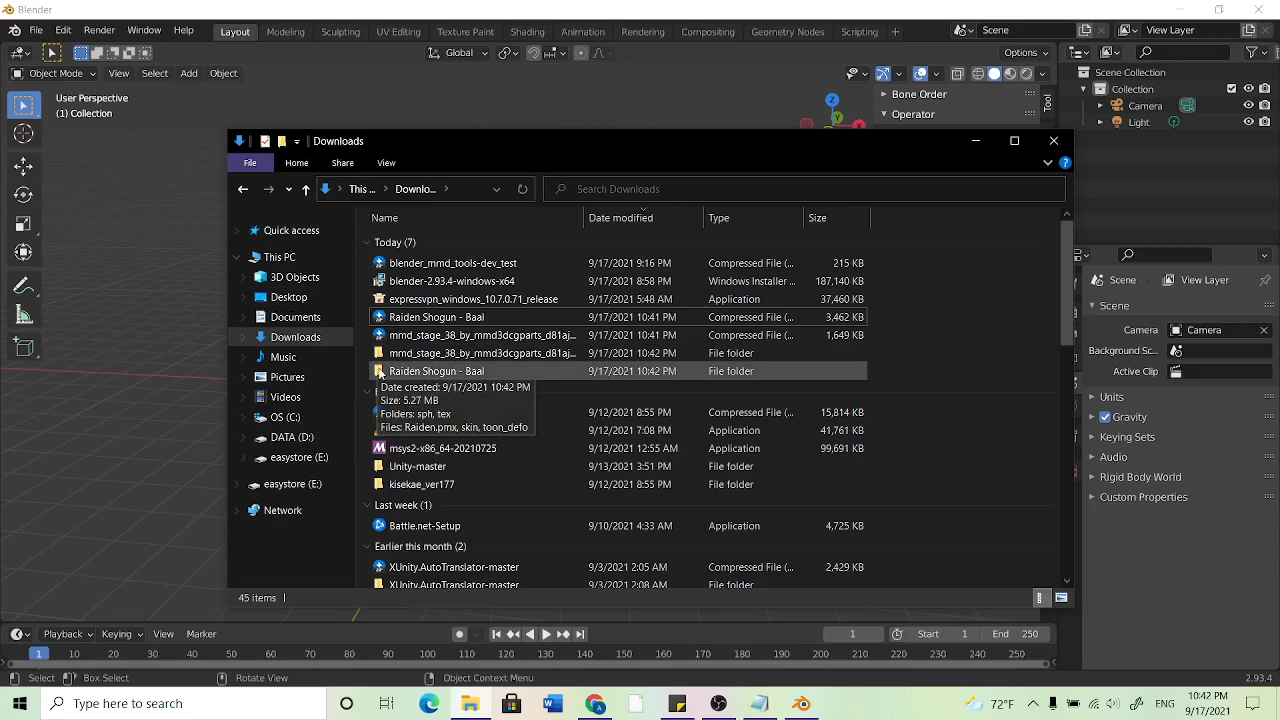 Blender
File Edit Render Window Help Layout Modeling Sculpting UV Editing Texture Paint Shading Animation Rendering Compositing Geometry Nodes Scripting + Scene View Layer
Global Options
Object Mode View Select Add Object
User Perspective
(1) Collection
Z
Y
X
Bone Order
Operator
Tool
Scene Collection
Collection
Camera
Light
Downloads
File Home Share View
This ... Downlo... Search Downloads
Name Date modified Type Size
Quick access
This PC
3D Objects
Desktop
Documents
Downloads
Music
Pictures
Videos
OS (C:)
DATA (D:)
easystore (E:)
easystore (E:)
Network
Today (7)
blender_mmd_tools-dev_test 9/17/2021 9:16 PM Compressed File (... 215 KB
blender-2.93.4-windows-x64 9/17/2021 8:58 PM Windows Installer ... 187,140 KB
expressvpn_windows_10.7.0.71_release 9/17/2021 5:48 AM Application 37,460 KB
Raiden Shogun - Baal 9/17/2021 10:41 PM Compressed File (... 3,462 KB
mmd_stage_38_by_mmd3dcgparts_d81aj... 9/17/2021 10:41 PM Compressed File (... 1,649 KB
mmd_stage_38_by_mmd3dcgparts_d81aj... 9/17/2021 10:42 PM File folder
Raiden Shogun - Baal 9/17/2021 10:42 PM File folder
Date created: 9/17/2021 10:42 PM
Size: 5.27 MB
Folders: sph, tex
Files: Raiden.pmx, skin, toon_defo
9/12/2021 8:55 PM Compressed File (... 15,814 KB
9/12/2021 7:08 PM Application 41,761 KB
msys2-x86_64-20210725 9/12/2021 12:55 AM Application 99,691 KB
Unity-master 9/13/2021 3:51 PM File folder
kisekae_ver177 9/12/2021 8:55 PM File folder
Last week (1)
Battle.net-Setup 9/10/2021 4:33 AM Application 4,725 KB
Earlier this month (2)
XUnity.AutoTranslator-master 9/3/2021 2:05 AM Compressed File (... 2,429 KB
XUnity.AutoTranslator-master 9/3/2021 2:08 AM File folder
45 items
Scene View Layer
Scene
Camera Camera
Background Sc...
Active Clip
Units
Gravity
Keying Sets
Audio
Rigid Body World
Custom Properties
Playback Keying View Marker 1 Start 1 End 250
1 10 20 30 40 50 60 70 80 90 100 110 120 130 140 150 160 170 180 190 200 210 220 230 240 250
Select Box Select Rotate View Object Context Menu 2.93.4
Type here to search
72°F
10:42 PM
9/17/2021